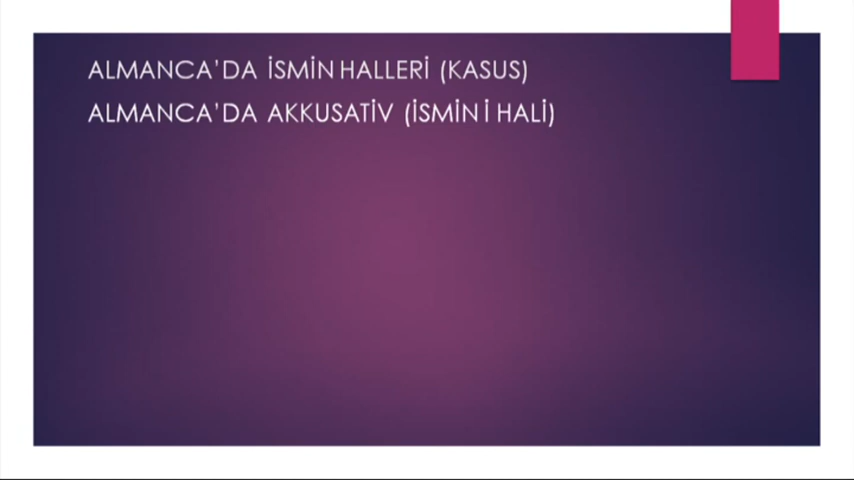 ALMANCA'DA İSMİN HALLERİ (KASUS)
ALMANCA'DA AKKUSATİV (İSMİN İ HALİ)